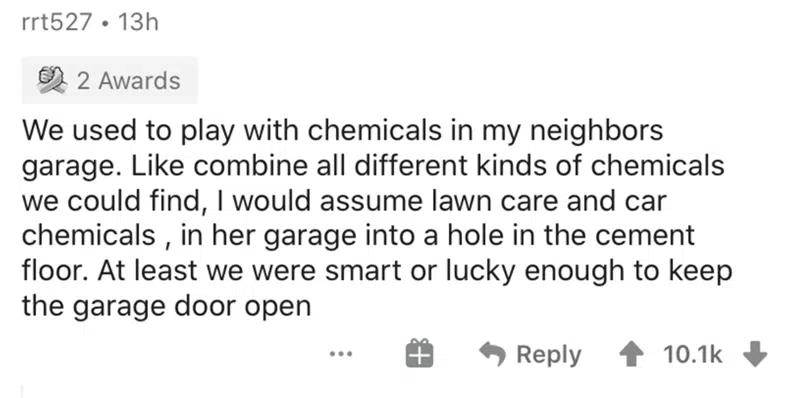 rrt527 • 13h
2 Awards
We used to play with chemicals in my neighbors
garage. Like combine all different kinds of chemicals
we could find, I would assume lawn care and car
chemicals , in her garage into a hole in the cement
floor. At least we were smart or lucky enough to keep
the garage door open
... Reply 10.1k